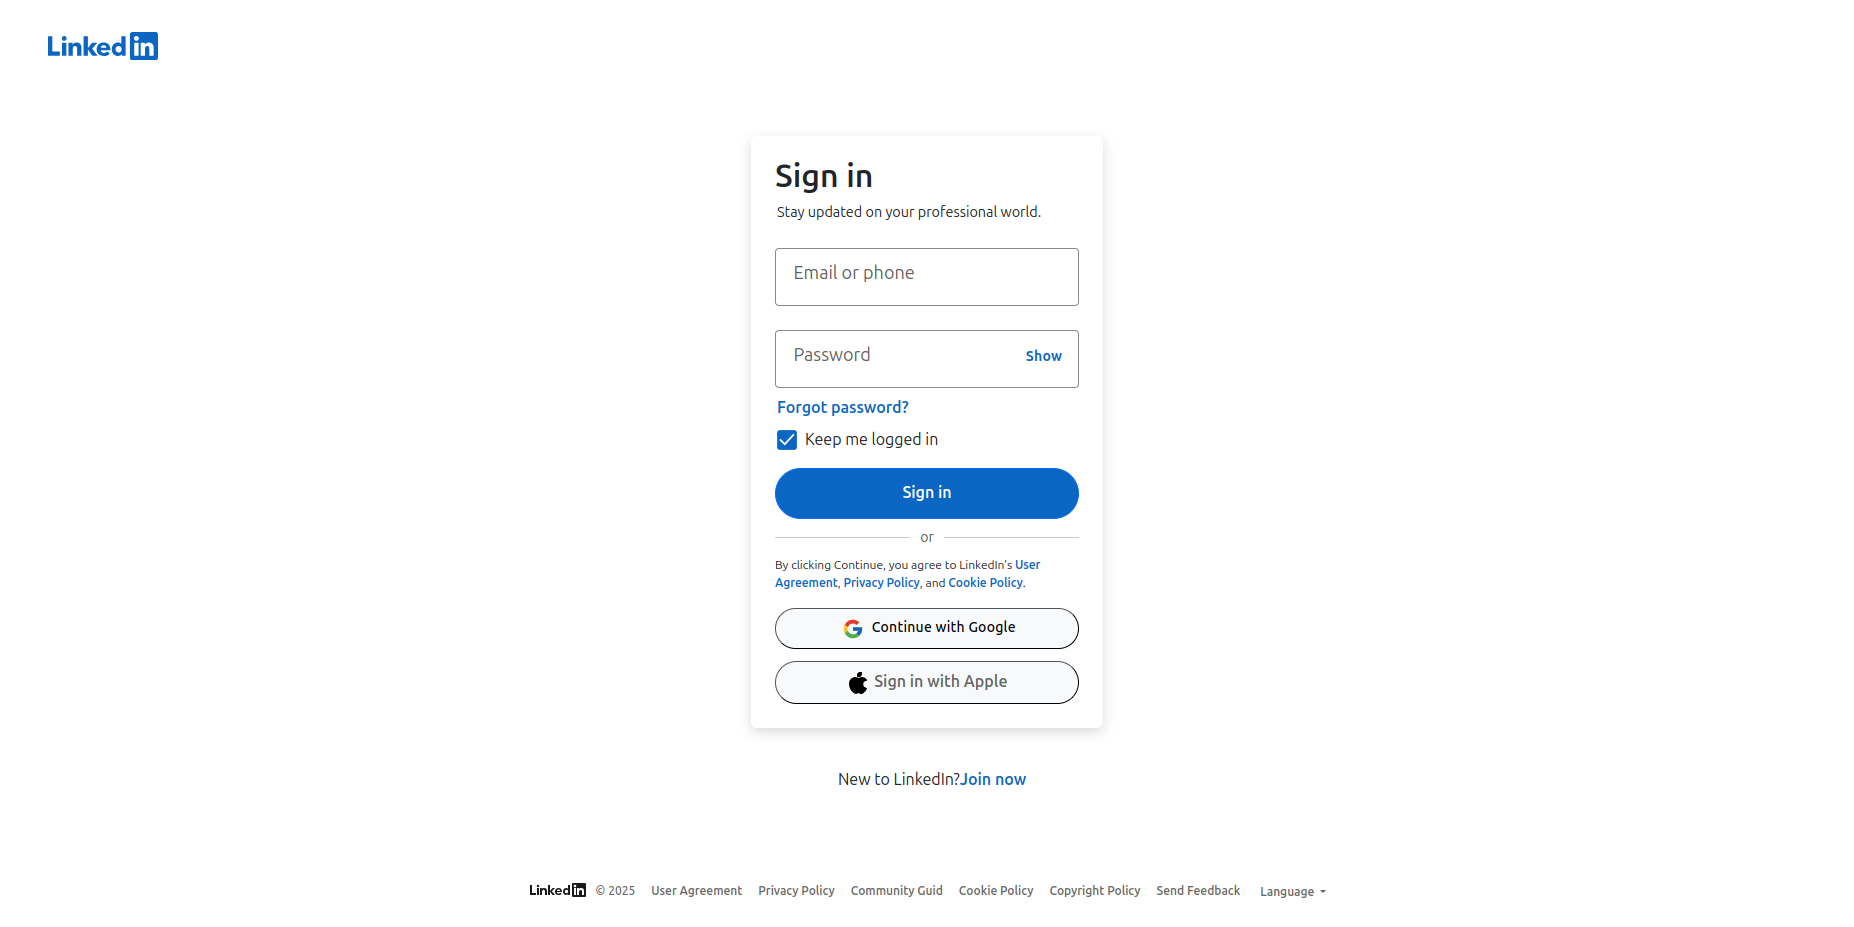 Linkedin
Sign in
Stay updated on your professional world.
Email or phone
Password Show
Forgot password?
Keep me logged in
Sign in
or
By clicking Continue, you agree to LinkedIn's User
Agreement, Privacy Policy, and Cookie Policy.
Continue with Google
Sign in with Apple
New to LinkedIn?Join now
Linkedin © 2025 User Agreement Privacy Policy Community Guid Cookie Policy Copyright Policy Send Feedback Language